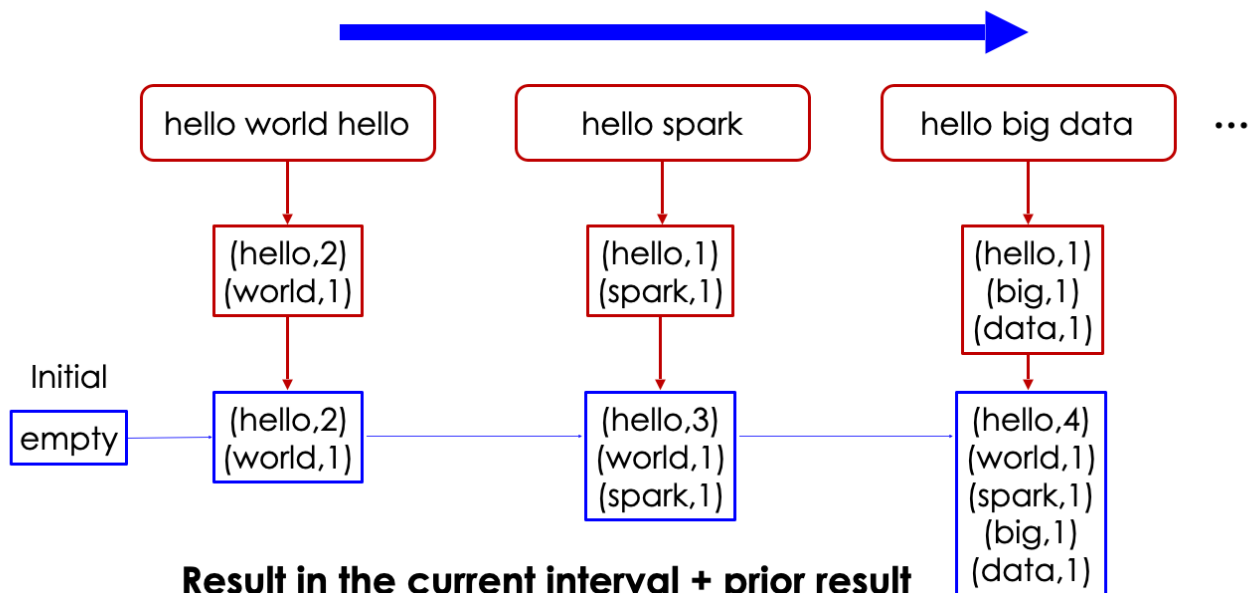 hello world hello
hello spark
hello big data
...
(hello,2)
(world,1)
(hello,1)
(spark,1)
(hello,1)
(big,1)
(data,1)
Initial
empty
(hello,2)
(world,1)
(hello,3)
(world,1)
(spark,1)
(hello,4)
(world,1)
(spark,1)
(big,1)
(data,1)
Result in the current interval + prior result